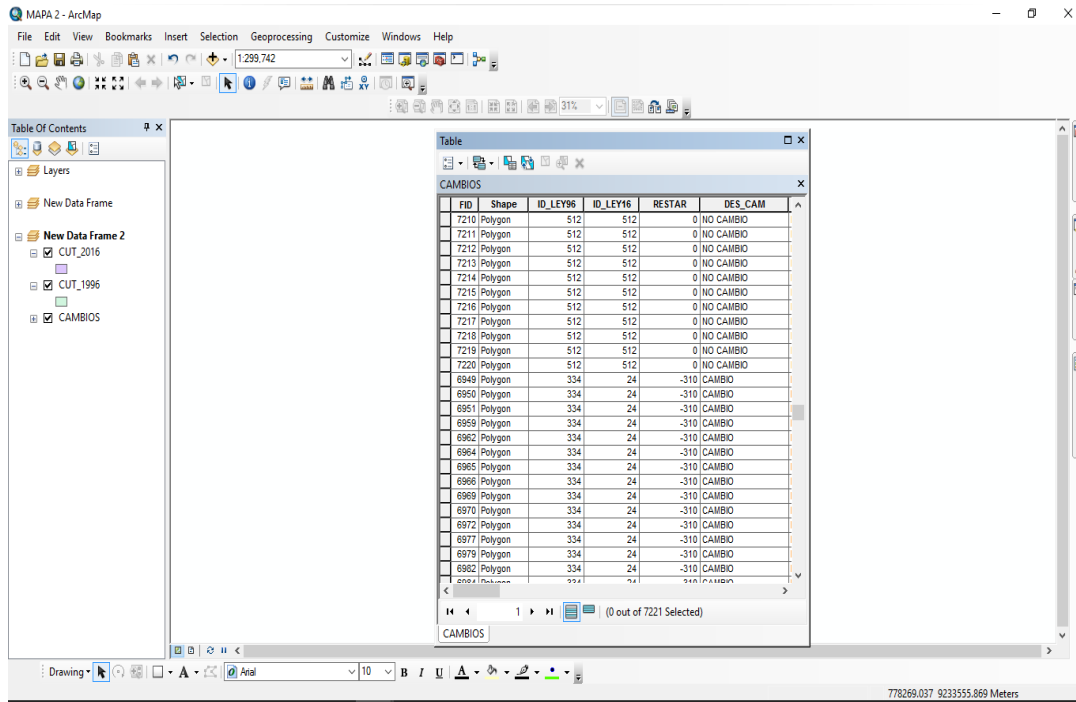 MAPA 2 - ArcMap
File Edit View Bookmarks Insert Selection Geoprocessing Customize Windows Help
1:299,742
31%
Table Of Contents
Layers
New Data Frame
New Data Frame 2
CUT_2016
CUT_1996
CAMBIOS
Table
CAMBIOS
FID Shape ID_LEY96 ID_LEY16 RESTAR DES_CAM
7210 Polygon 512 512 0 NO CAMBIO
7211 Polygon 512 512 0 NO CAMBIO
7212 Polygon 512 512 0 NO CAMBIO
7213 Polygon 512 512 0 NO CAMBIO
7214 Polygon 512 512 0 NO CAMBIO
7215 Polygon 512 512 0 NO CAMBIO
7216 Polygon 512 512 0 NO CAMBIO
7217 Polygon 512 512 0 NO CAMBIO
7218 Polygon 512 512 0 NO CAMBIO
7219 Polygon 512 512 0 NO CAMBIO
7220 Polygon 512 512 0 NO CAMBIO
6949 Polygon 334 24 -310 CAMBIO
6950 Polygon 334 24 -310 CAMBIO
6951 Polygon 334 24 -310 CAMBIO
6959 Polygon 334 24 -310 CAMBIO
6962 Polygon 334 24 -310 CAMBIO
6964 Polygon 334 24 -310 CAMBIO
6965 Polygon 334 24 -310 CAMBIO
6966 Polygon 334 24 -310 CAMBIO
6969 Polygon 334 24 -310 CAMBIO
6970 Polygon 334 24 -310 CAMBIO
6972 Polygon 334 24 -310 CAMBIO
6977 Polygon 334 24 -310 CAMBIO
6979 Polygon 334 24 -310 CAMBIO
6982 Polygon 334 24 -310 CAMBIO
6984 Polygon 334 24 -310 CAMBIO
1 (0 out of 7221 Selected)
CAMBIOS
Drawing A Arial 10 B I U A
778269.037 9233555.869 Meters